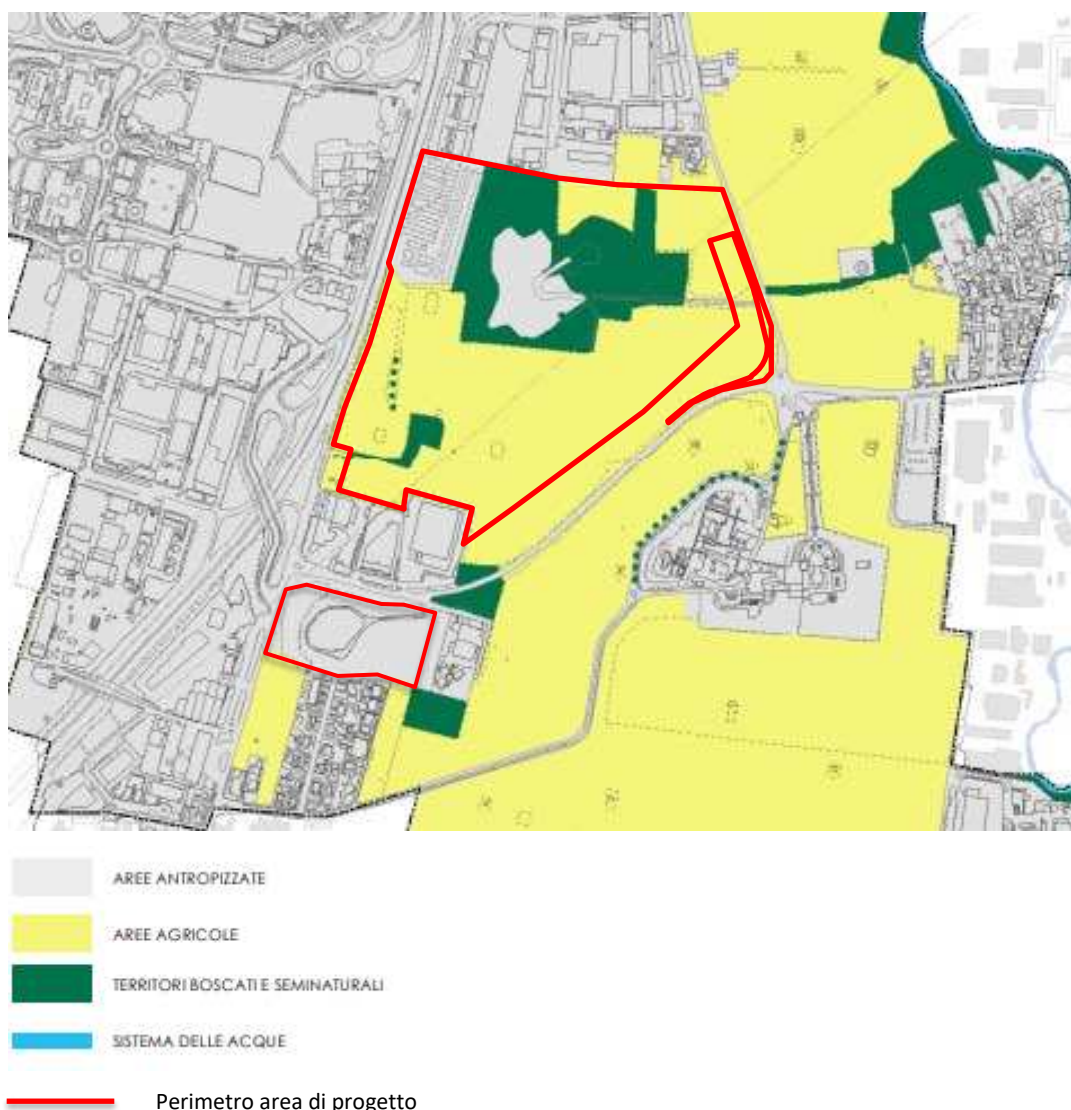 AREE ANTROPIZZATE
AREE AGRICOLE
TERRITORI BOSCATI E SEMINATURALI
SISTEMA DELLE ACQUE
Perimetro area di progetto